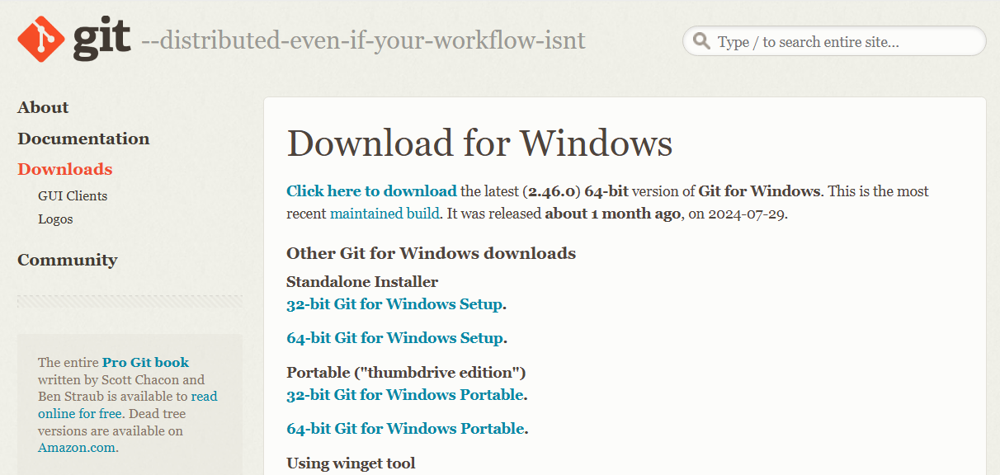 git --distributed-even-if-your-workflow-isnt
Type / to search entire site...
About
Documentation
Downloads
GUI Clients
Logos
Community
The entire Pro Git book
written by Scott Chacon and
Ben Straub is available to read
online for free. Dead tree
versions are available on
Amazon.com.
Download for Windows
Click here to download the latest (2.46.0) 64-bit version of Git for Windows. This is the most
recent maintained build. It was released about 1 month ago, on 2024-07-29.
Other Git for Windows downloads
Standalone Installer
32-bit Git for Windows Setup.
64-bit Git for Windows Setup.
Portable ("thumbdrive edition")
32-bit Git for Windows Portable.
64-bit Git for Windows Portable.
Using winget tool